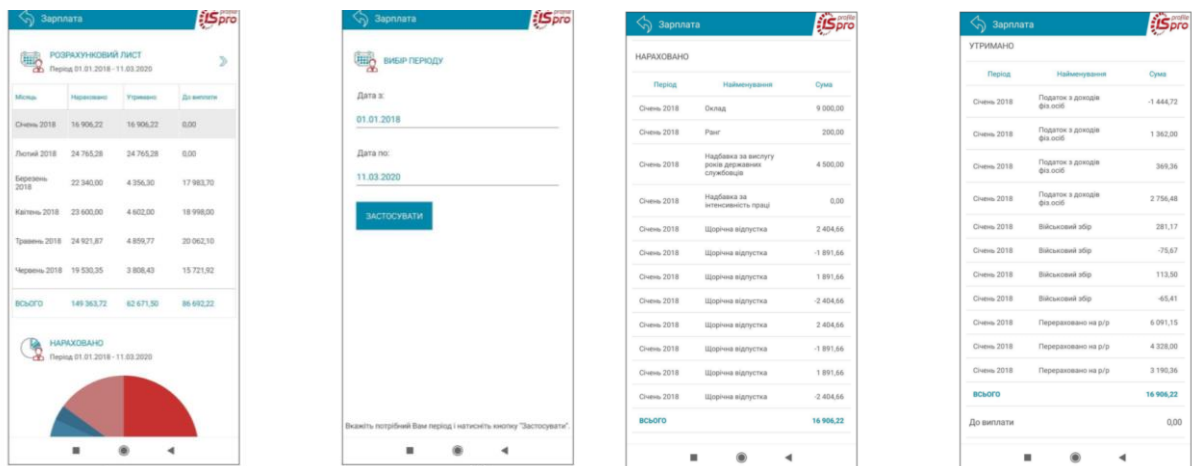 Зарплата
profile
ISpro
РОЗРАХУНКОВИЙ ЛИСТ
Період 01.01.2018 - 11.03.2020
Місяць Нараховано Утримано До виплати
Січень 2018 16 906,22 16 906,22 0,00
Лютий 2018 24 765,28 24 765,28 0,00
Березень
2018 22 340,00 4 356,30 17 983,70
Квітень 2018 23 600,00 4 602,00 18 998,00
Травень 2018 24 921,87 4 859,77 20 062,10
Червень 2018 19 530,35 3 808,43 15 721,92
ВСЬОГО 149 363,72 62 671,50 86 692,22
НАРАХОВАНО
Період 01.01.2018 - 11.03.2020
Зарплата
profile
ISpro
ВИБІР ПЕРІОДУ
Дата з:
01.01.2018
Дата по:
11.03.2020
ЗАСТОСУВАТИ
Вкажіть потрібний Вам період і натисніть кнопку "Застосувати".
Зарплата
profile
ISpro
НАРАХОВАНО
Період Найменування Сума
Січень 2018 Оклад 9 000,00
Січень 2018 Ранг 200,00
Січень 2018 Надбавка за вислугу
років державних
службовців 4 500,00
Січень 2018 Надбавка за
інтенсивність праці 0,00
Січень 2018 Щорічна відпустка 2 404,66
Січень 2018 Щорічна відпустка -1 891,66
Січень 2018 Щорічна відпустка 1 891,66
Січень 2018 Щорічна відпустка -2 404,66
Січень 2018 Щорічна відпустка 2 404,66
Січень 2018 Щорічна відпустка -1 891,66
Січень 2018 Щорічна відпустка 1 891,66
Січень 2018 Щорічна відпустка -2 404,66
ВСЬОГО 16 906,22
Зарплата
profile
ISpro
УТРИМАНО
Період Найменування Сума
Січень 2018 Податок з доходів
фіз.осіб -1 444,72
Січень 2018 Податок з доходів
фіз.осіб 1 362,00
Січень 2018 Податок з доходів
фіз.осіб 369,36
Січень 2018 Податок з доходів
фіз.осіб 2 756,48
Січень 2018 Військовий збір 281,17
Січень 2018 Військовий збір -75,67
Січень 2018 Військовий збір 113,50
Січень 2018 Військовий збір -65,41
Січень 2018 Перераховано на р/р 6 091,15
Січень 2018 Перераховано на р/р 4 328,00
Січень 2018 Перераховано на р/р 3 190,36
ВСЬОГО 16 906,22
До виплати 0,00